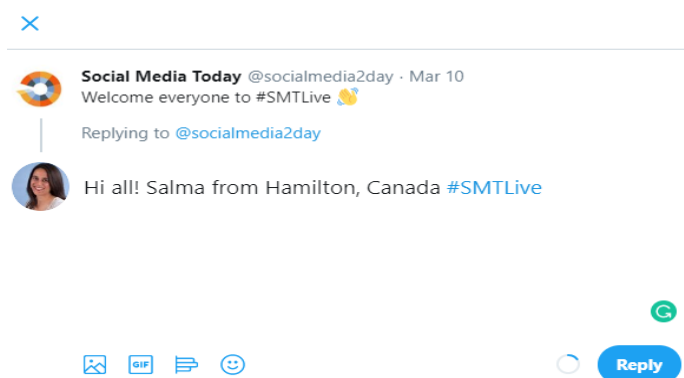 Social Media Today @socialmedia2day · Mar 10
Welcome everyone to #SMTLive 👋
Replying to @socialmedia2day
Hi all! Salma from Hamilton, Canada #SMTLive
GIF
Reply